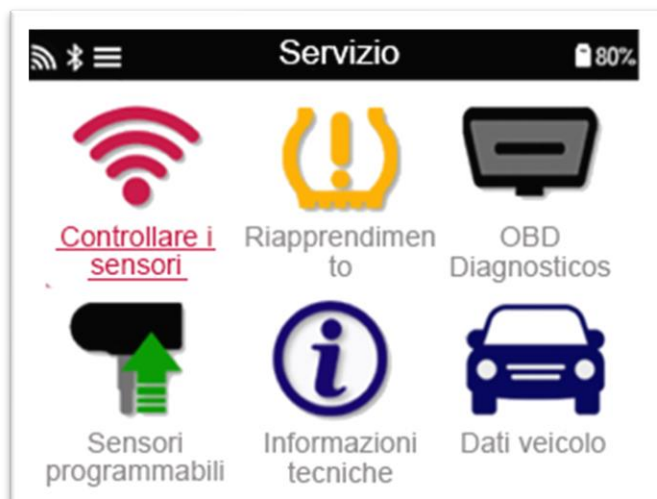 Servizio
80%
Controllare i
sensori
Riapprendimen
to
OBD
Diagnosticos
Sensori
programmabili
Informazioni
tecniche
Dati veicolo